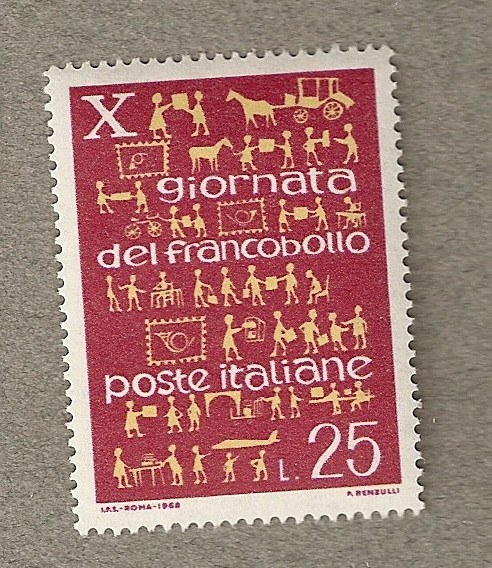 X
giornata
del francobollo
poste italiane
L. 25
I.P.S.-ROMA-1968 P. RENZULLI